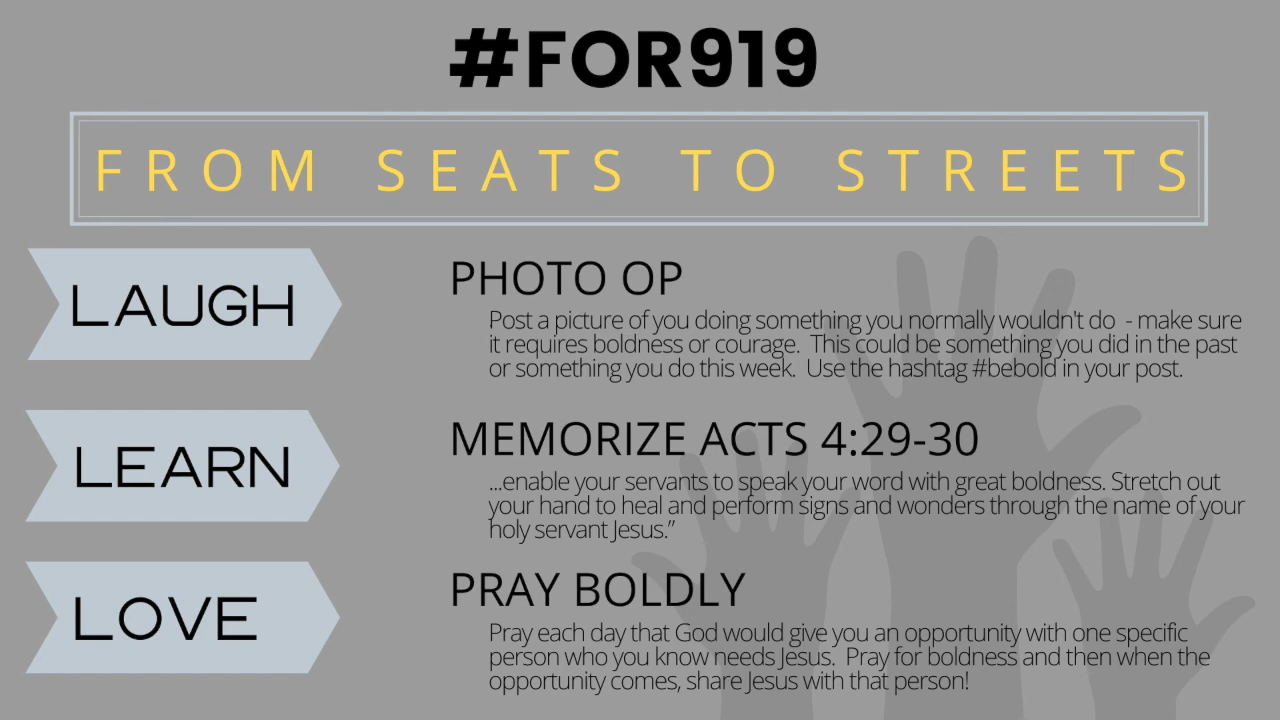 #FOR919
FROM SEATS TO STREETS
LAUGH
PHOTO OP
Post a picture of you doing something you normally wouldn't do  - make sure
it requires boldness or courage.  This could be something you did in the past
or something you do this week.  Use the hashtag #bebold in your post.
LEARN
MEMORIZE ACTS 4:29-30
...enable your servants to speak your word with great boldness. Stretch out
your hand to heal and perform signs and wonders through the name of your
holy servant Jesus.”
LOVE
PRAY BOLDLY
Pray each day that God would give you an opportunity with one specific
person who you know needs Jesus.  Pray for boldness and then when the
opportunity comes, share Jesus with that person!